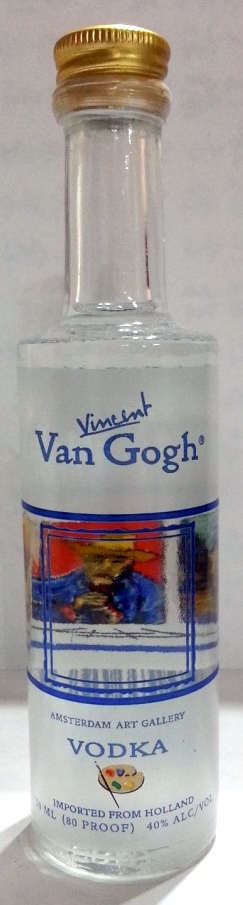 Vincent
Van Gogh®
AMSTERDAM ART GALLERY
VODKA
IMPORTED FROM HOLLAND
ML (80 PROOF) 40% ALC/VOL